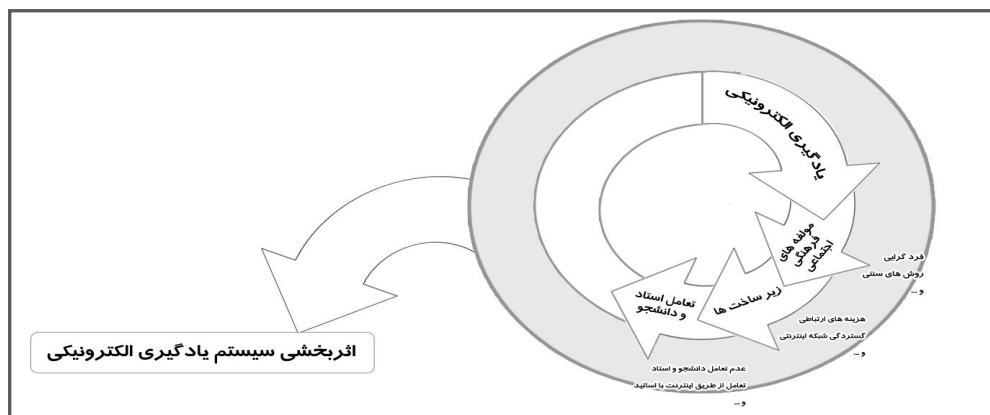 یادگیری الکترونیکی
مولفه های
فرهنگی
اجتماعی
فرد گرایی
روش های سنتی
و ...
زیر ساخت ها
هزینه های ارتباطی
گستردگی شبکه اینترنتی
و ...
تعامل استاد
و دانشجو
عدم تعامل دانشجو و استاد
تعامل از طریق اینترنت با اساتید
و ...
اثربخشی سیستم یادگیری الکترونیکی